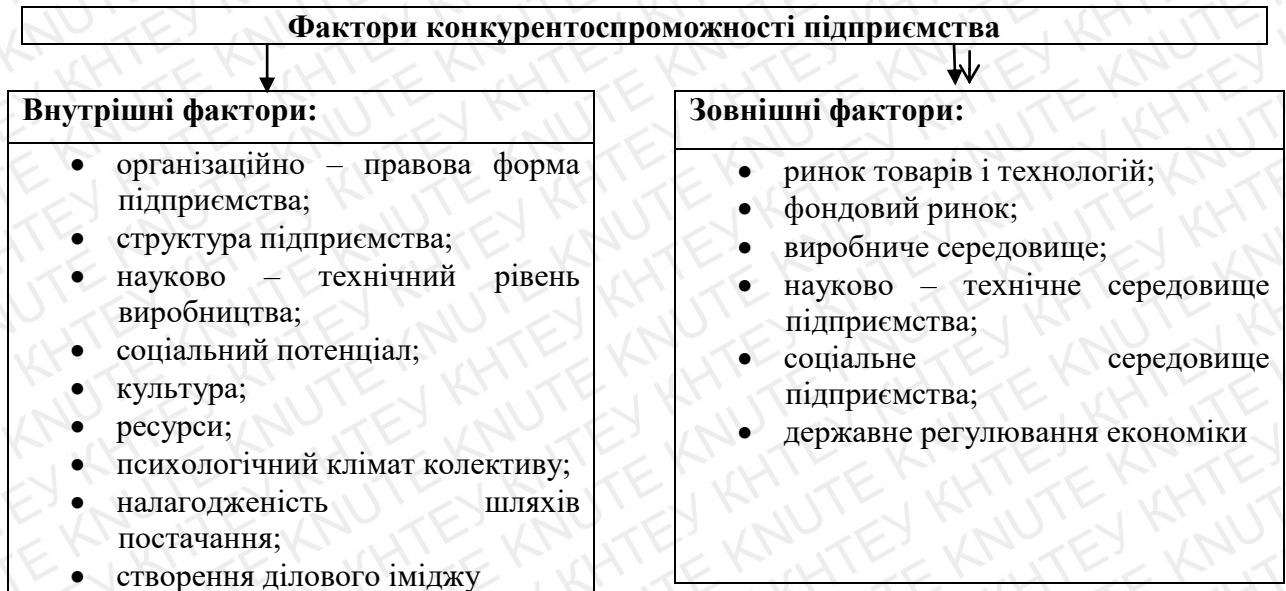 Фактори конкурентоспроможності підприємства
Внутрішні фактори:
• організаційно – правова форма
підприємства;
• структура підприємства;
• науково – технічний рівень
виробництва;
• соціальний потенціал;
• культура;
• ресурси;
• психологічний клімат колективу;
• налагодженість шляхів
постачання;
• створення ділового іміджу
Зовнішні фактори:
• ринок товарів і технологій;
• фондовий ринок;
• виробниче середовище;
• науково – технічне середовище
підприємства;
• соціальне середовище
підприємства;
• державне регулювання економіки